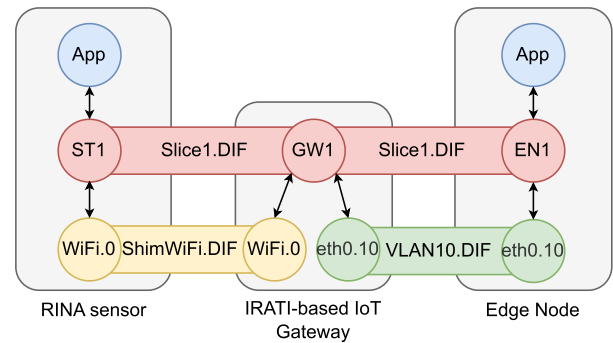 App
App
ST1
Slice1.DIF
GW1
Slice1.DIF
EN1
WiFi.0
ShimWiFi.DIF
WiFi.0
eth0.10
VLAN10.DIF
eth0.10
RINA sensor
IRATI-based IoT
Gateway
Edge Node